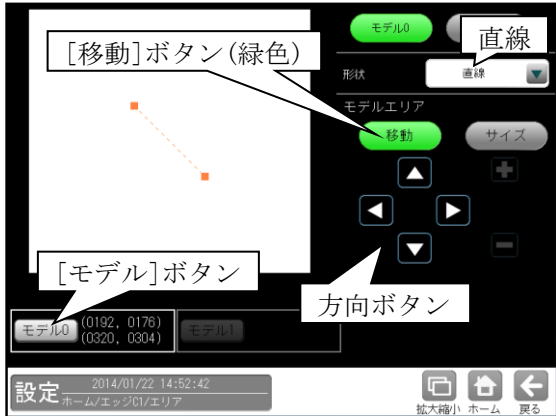 モデル0
直線
[移動]ボタン(緑色)
形状
直線
モデルエリア
移動
サイズ
[モデル]ボタン
方向ボタン
モデル0
(0192, 0176)
(0320, 0304)
モデル1
設定
2014/01/22 14:52:42
ホーム/エッジC1/エリア
拡大縮小
ホーム
戻る